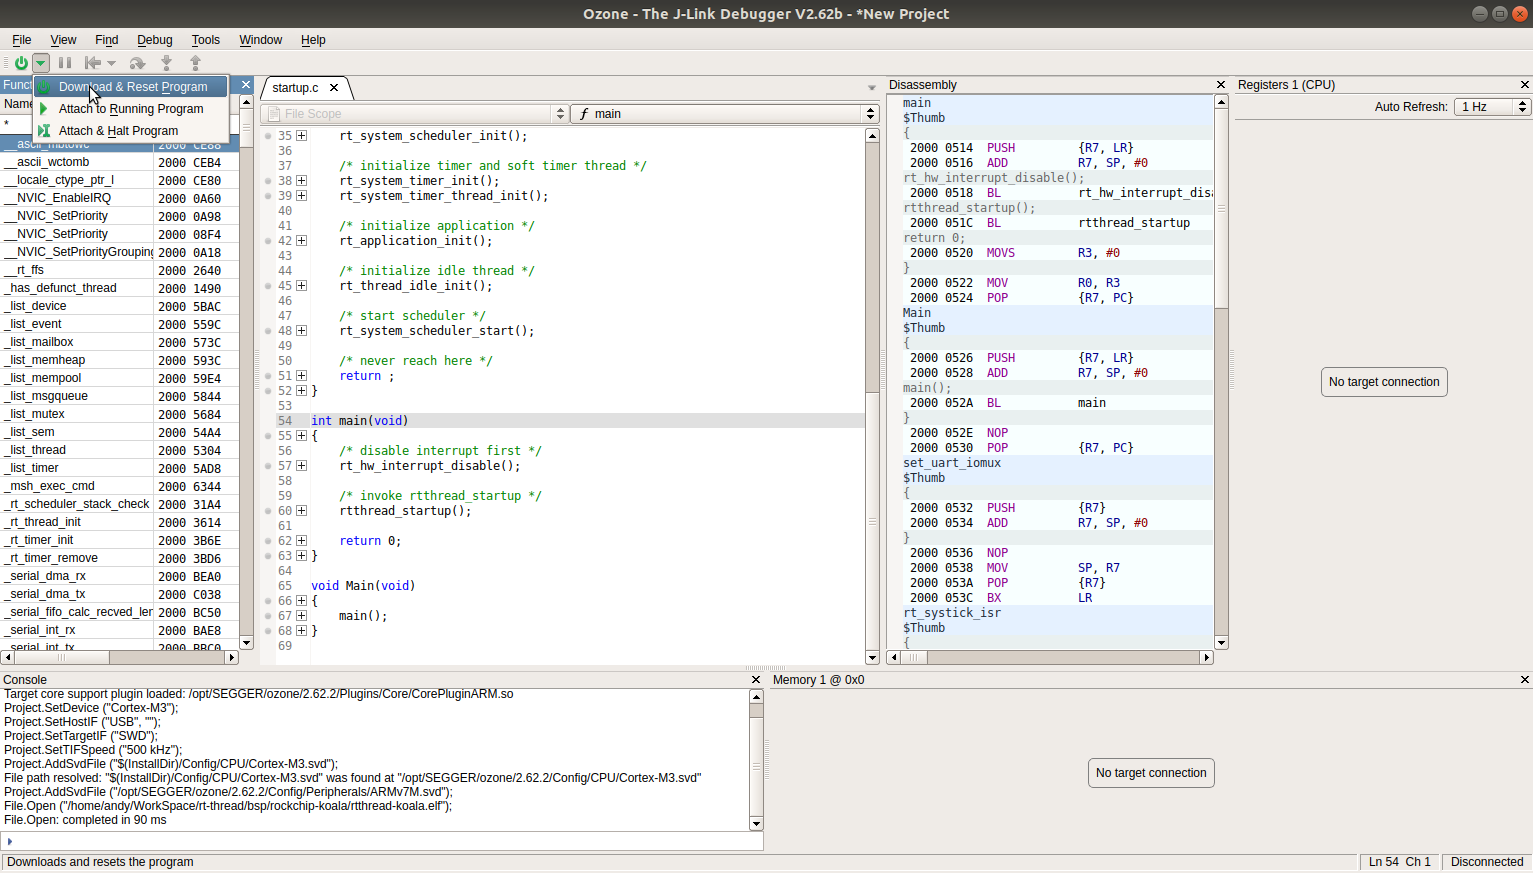 Ozone - The J-Link Debugger V2.62b - *New Project
File View Find Debug Tools Window Help
Download & Reset Program
Attach to Running Program
Attach & Halt Program
Funct
Name
*
__ascii_mbtowc 2000 CE88
__ascii_wctomb 2000 CEB4
__locale_ctype_ptr_l 2000 CE80
__NVIC_EnableIRQ 2000 0A60
__NVIC_SetPriority 2000 0A98
__NVIC_SetPriority 2000 08F4
__NVIC_SetPriorityGrouping 2000 0A18
__rt_ffs 2000 2640
_has_defunct_thread 2000 1490
_list_device 2000 5BAC
_list_event 2000 559C
_list_mailbox 2000 573C
_list_memheap 2000 593C
_list_mempool 2000 59E4
_list_msgqueue 2000 5844
_list_mutex 2000 5684
_list_sem 2000 54A4
_list_thread 2000 5304
_list_timer 2000 5AD8
_msh_exec_cmd 2000 6344
_rt_scheduler_stack_check 2000 31A4
_rt_thread_init 2000 3614
_rt_timer_init 2000 3B6E
_rt_timer_remove 2000 3BD6
_serial_dma_rx 2000 BEA0
_serial_dma_tx 2000 C038
_serial_fifo_calc_recved_len 2000 BC50
_serial_int_rx 2000 BAE8
_serial_int_tx 2000 BBC0
startup.c
File Scope
main
35 rt_system_scheduler_init();
36
37 /* initialize timer and soft timer thread */
38 rt_system_timer_init();
39 rt_system_timer_thread_init();
40
41 /* initialize application */
42 rt_application_init();
43
44 /* initialize idle thread */
45 rt_thread_idle_init();
46
47 /* start scheduler */
48 rt_system_scheduler_start();
49
50 /* never reach here */
51 return ;
52 }
53
54 int main(void)
55 {
56 /* disable interrupt first */
57 rt_hw_interrupt_disable();
58
59 /* invoke rtthread_startup */
60 rtthread_startup();
61
62 return 0;
63 }
64
65 void Main(void)
66 {
67 main();
68 }
69
Disassembly
main
$Thumb
{
2000 0514 PUSH {R7, LR}
2000 0516 ADD R7, SP, #0
rt_hw_interrupt_disable();
2000 0518 BL rt_hw_interrupt_disa
rtthread_startup();
2000 051C BL rtthread_startup
return 0;
2000 0520 MOVS R3, #0
}
2000 0522 MOV R0, R3
2000 0524 POP {R7, PC}
Main
$Thumb
{
2000 0526 PUSH {R7, LR}
2000 0528 ADD R7, SP, #0
main();
2000 052A BL main
}
2000 052E NOP
2000 0530 POP {R7, PC}
set_uart_iomux
$Thumb
{
2000 0532 PUSH {R7}
2000 0534 ADD R7, SP, #0
}
2000 0536 NOP
2000 0538 MOV SP, R7
2000 053A POP {R7}
2000 053C BX LR
rt_systick_isr
$Thumb
{
Registers 1 (CPU)
Auto Refresh: 1 Hz
No target connection
Console
Target core support plugin loaded: /opt/SEGGER/ozone/2.62.2/Plugins/Core/CorePluginARM.so
Project.SetDevice ("Cortex-M3");
Project.SetHostIF ("USB", "");
Project.SetTargetIF ("SWD");
Project.SetTIFSpeed ("500 kHz");
Project.AddSvdFile ("$(InstallDir)/Config/CPU/Cortex-M3.svd");
File path resolved: "$(InstallDir)/Config/CPU/Cortex-M3.svd" was found at "/opt/SEGGER/ozone/2.62.2/Config/CPU/Cortex-M3.svd"
Project.AddSvdFile ("/opt/SEGGER/ozone/2.62.2/Config/Peripherals/ARMv7M.svd");
File.Open ("/home/andy/WorkSpace/rt-thread/bsp/rockchip-koala/rtthread-koala.elf");
File.Open: completed in 90 ms
Memory 1 @ 0x0
No target connection
Downloads and resets the program
Ln 54 Ch 1
Disconnected